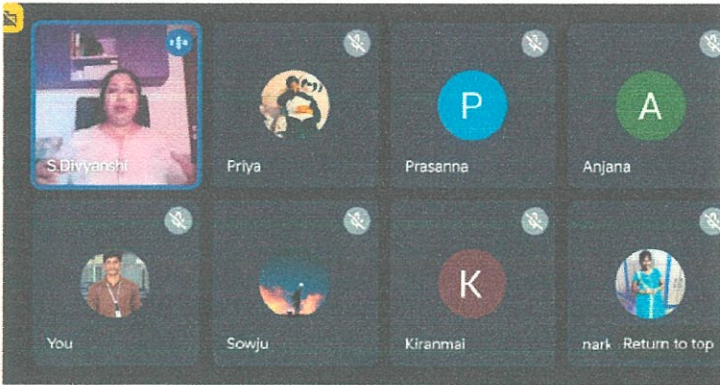 P
A
S.Divyanshi
Priya
Prasanna
Anjana
K
You
Sowju
Kiranmai
nark
Return to top